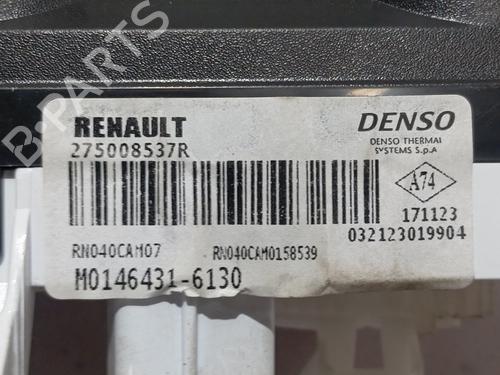 B-PARTS
RENAULT
275008537R
DENSO
DENSO THERMAL
SYSTEMS S.p.A
A74
171123
032123019904
RN040CAM07
RN040CAM0158539
M0146431-6130